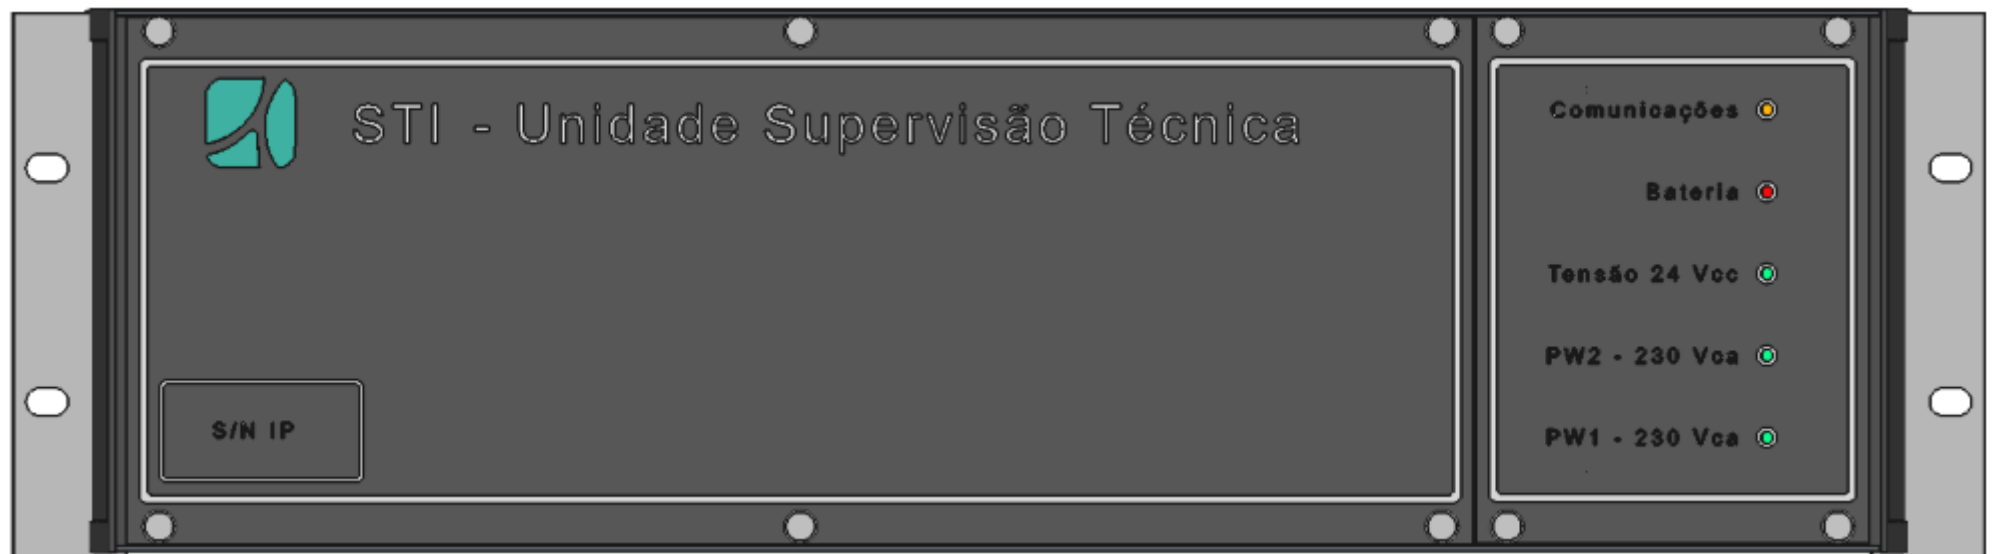 STI - Unidade Supervisão Técnica
S/N IP
Comunicações
Bateria
Tensão 24 Vcc
PW2 - 230 Vca
PW1 - 230 Vca